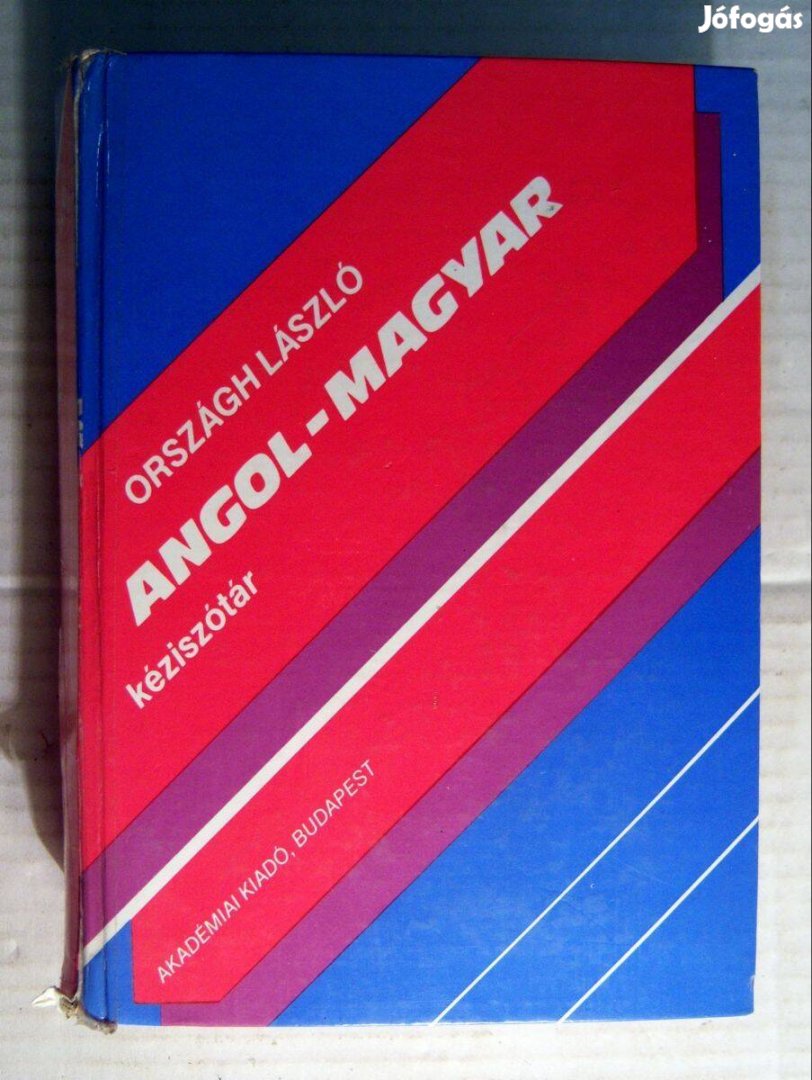 Jófogás
ORSZÁGH LÁSZLÓ
ANGOL-MAGYAR
kéziszótár
AKADÉMIAI KIADÓ, BUDAPEST